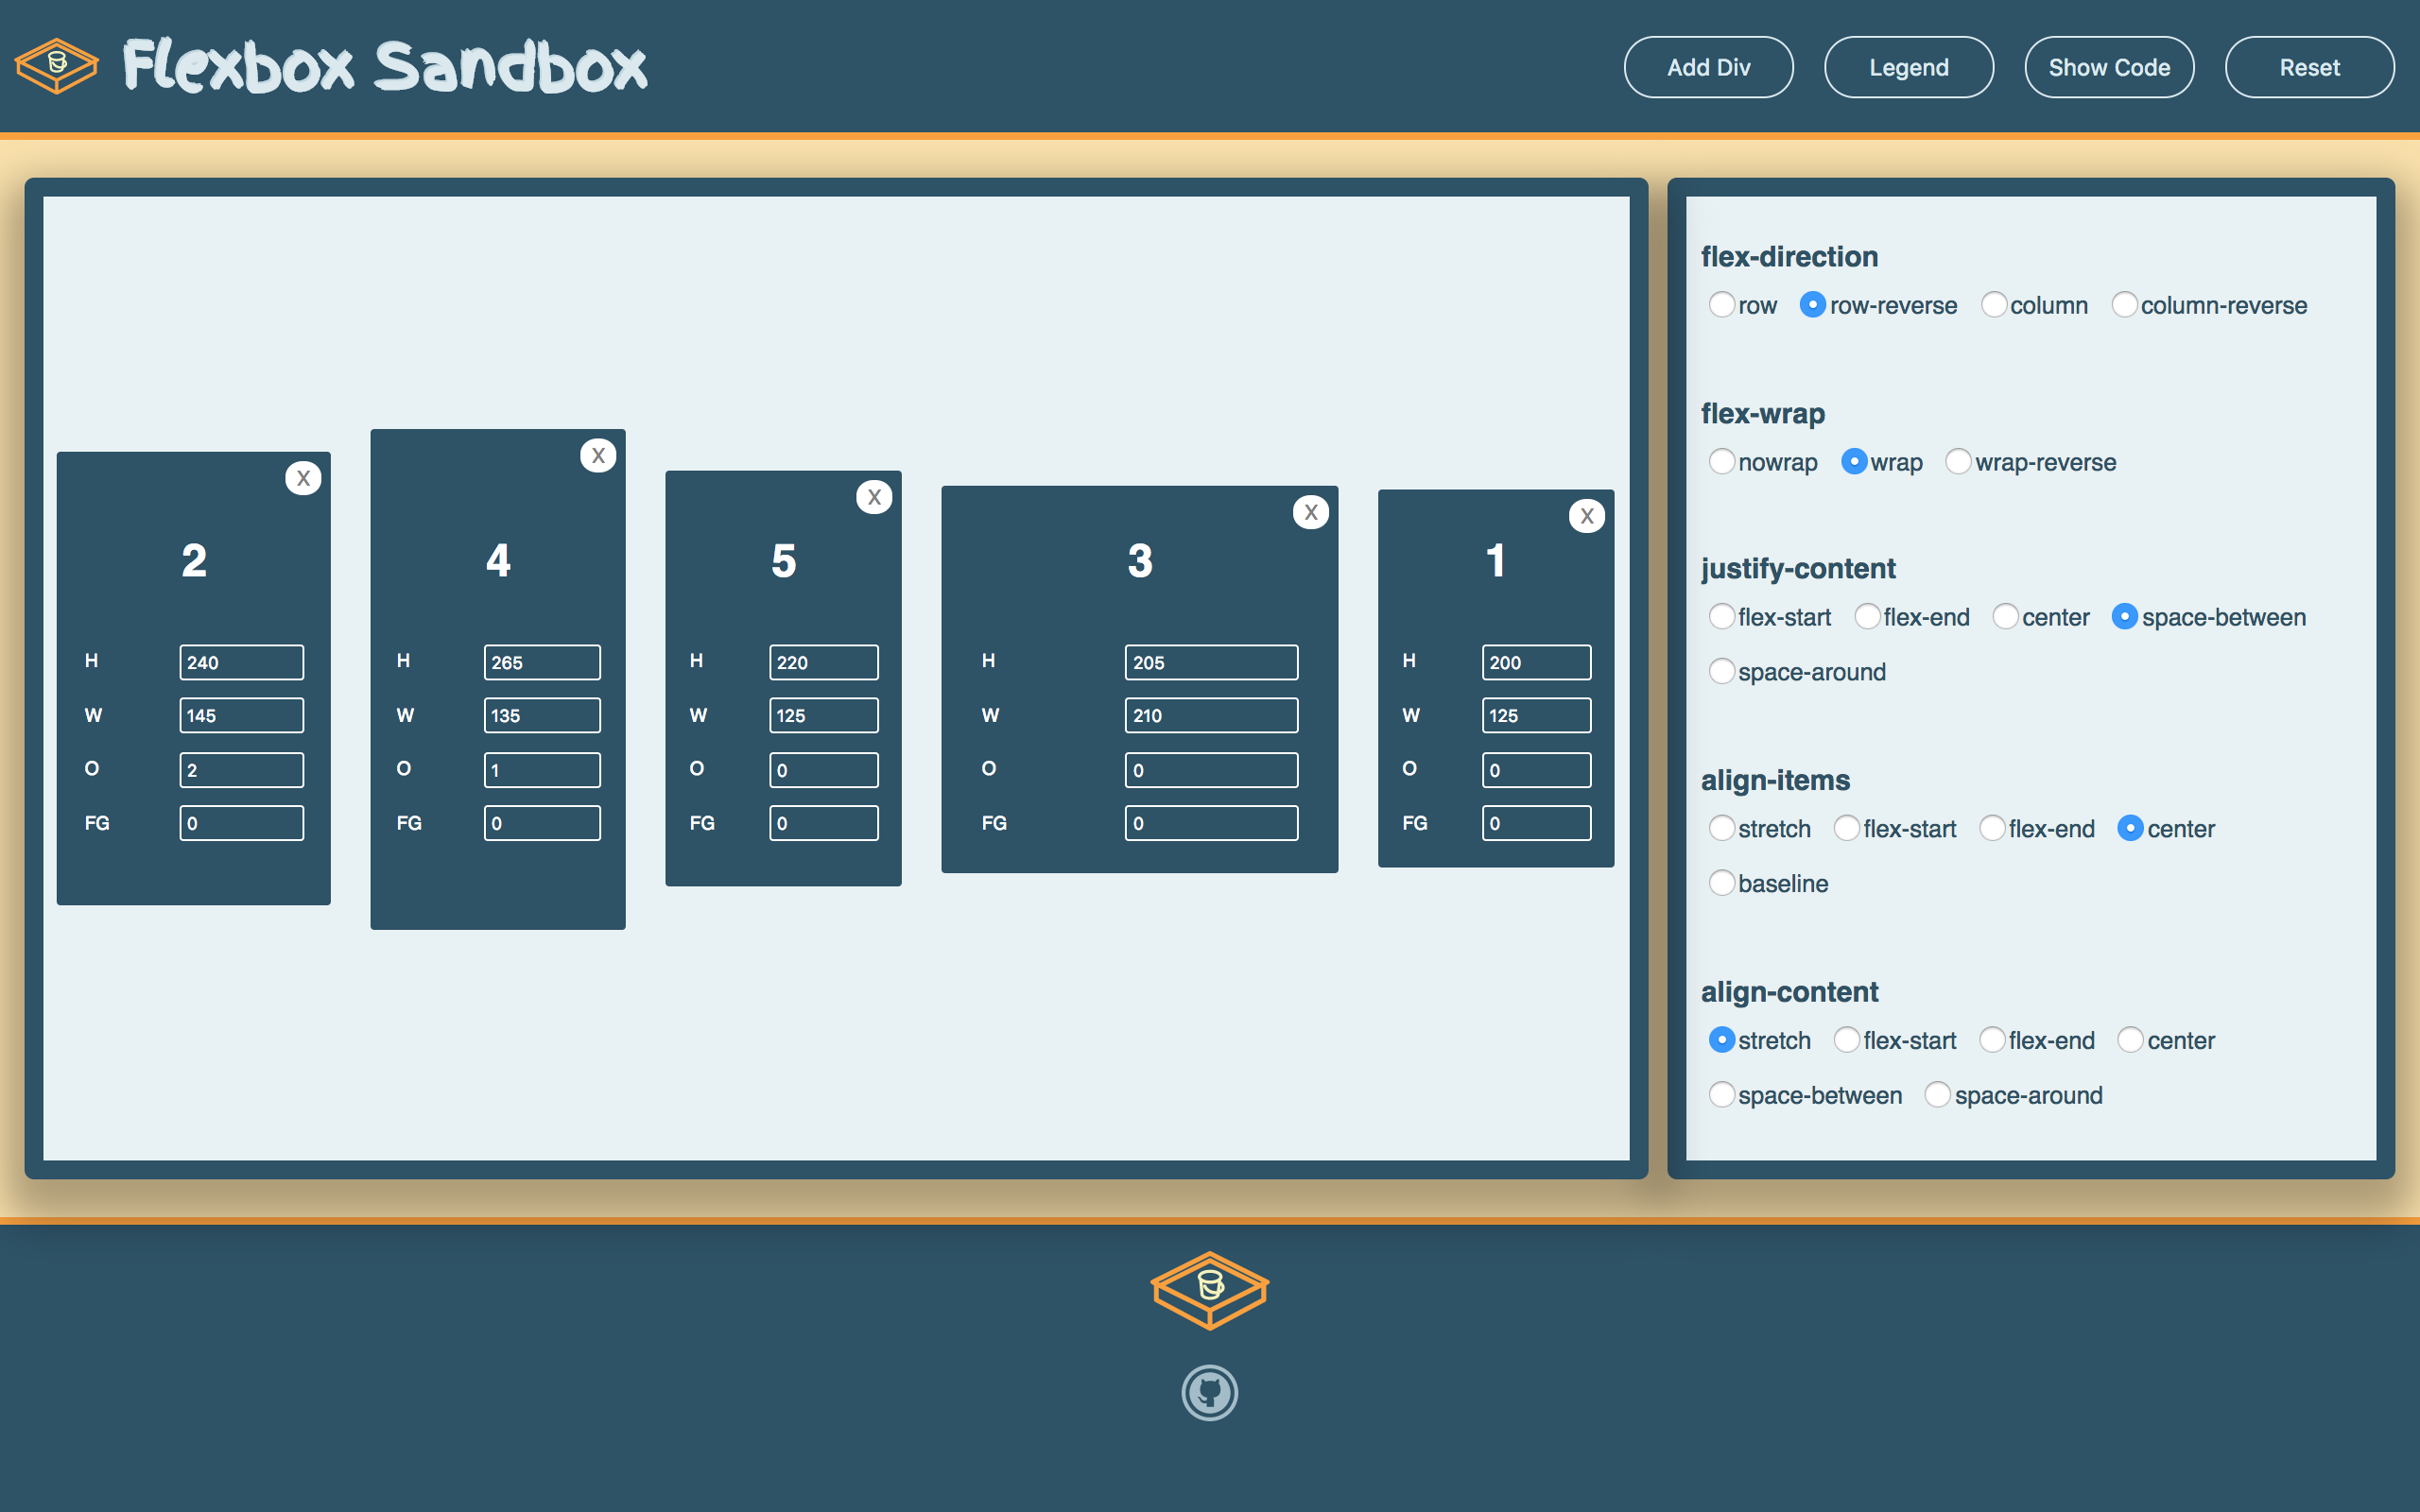 Flexbox Sandbox
Add Div
Legend
Show Code
Reset
X
2
H 240
W 145
O 2
FG 0
X
4
H 265
W 135
O 1
FG 0
X
5
H 220
W 125
O 0
FG 0
X
3
H 205
W 210
O 0
FG 0
X
1
H 200
W 125
O 0
FG 0
flex-direction
row row-reverse column column-reverse
flex-wrap
nowrap wrap wrap-reverse
justify-content
flex-start flex-end center space-between
space-around
align-items
stretch flex-start flex-end center
baseline
align-content
stretch flex-start flex-end center
space-between space-around